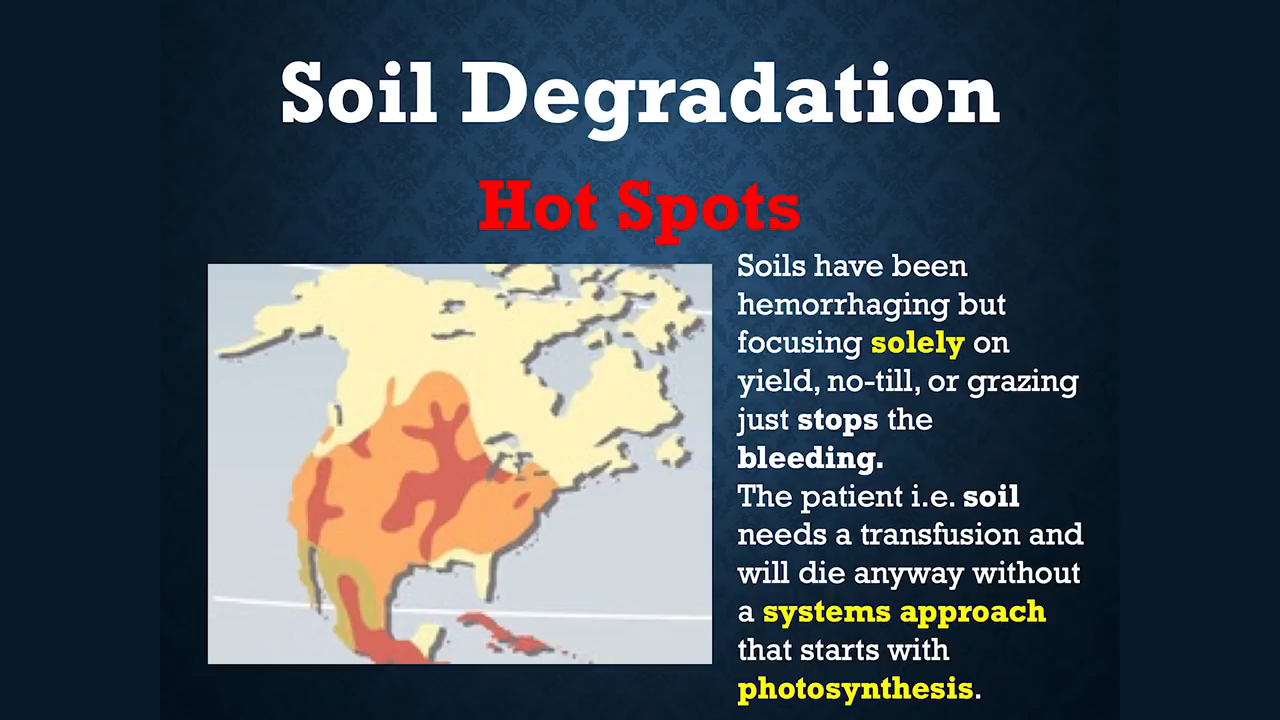 Soil Degradation
Hot Spots
Soils have been
hemorrhaging but
focusing solely on
yield, no-till, or grazing
just stops the
bleeding.
The patient i.e. soil
needs a transfusion and
will die anyway without
a systems approach
that starts with
photosynthesis.